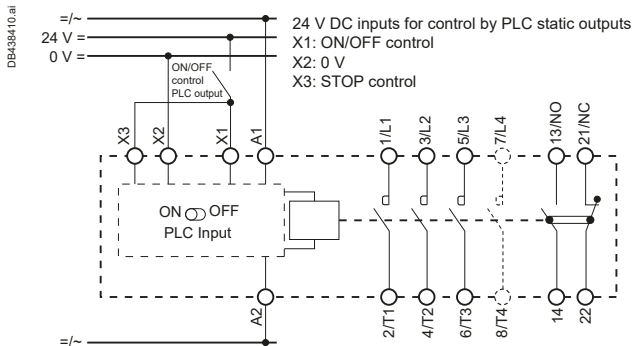 DB438410.ai
=/~
24 V =
0 V =
24 V DC inputs for control by PLC static outputs
X1: ON/OFF control
X2: 0 V
X3: STOP control
ON/OFF
control
PLC output
X3
X2
X1
A1
1/L1
3/L2
5/L3
7/L4
13/NO
21/NC
ON OFF
PLC Input
A2
2/T1
4/T2
6/T3
8/T4
14
22
=/~